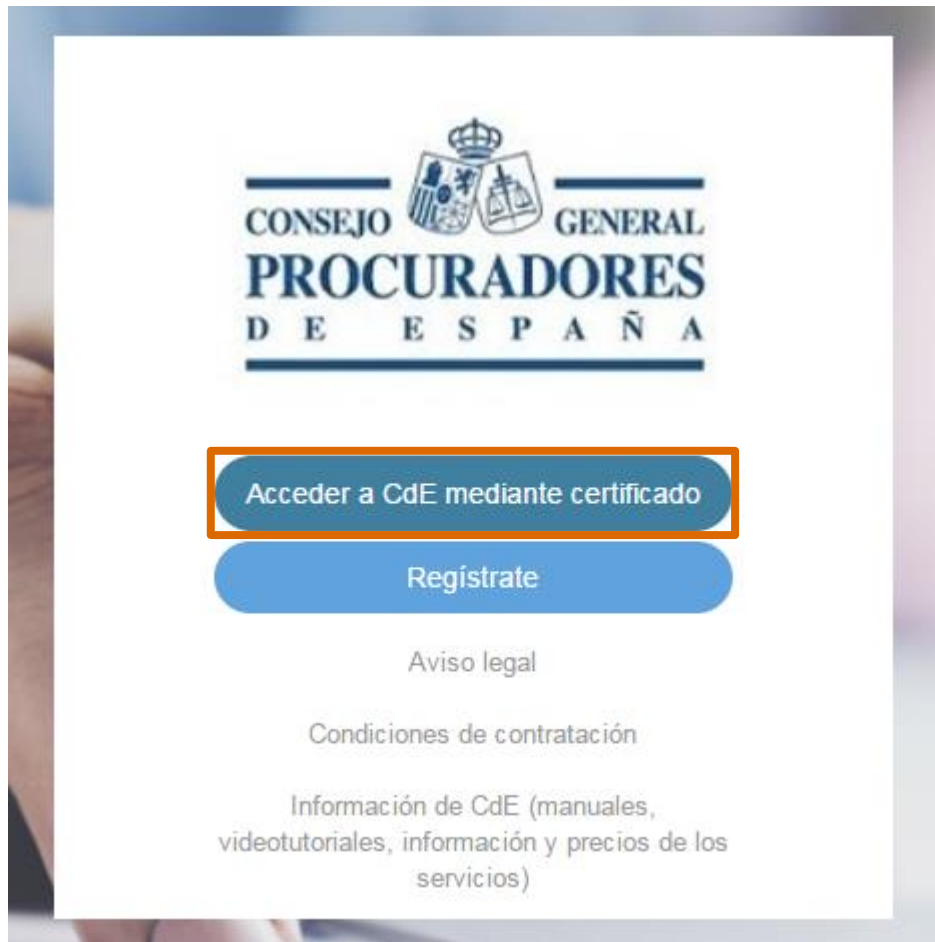 CONSEJO GENERAL
PROCURADORES
DE ESPAÑA
Acceder a CdE mediante certificado
Regístrate
Aviso legal
Condiciones de contratación
Información de CdE (manuales,
videotutoriales, información y precios de los
servicios)